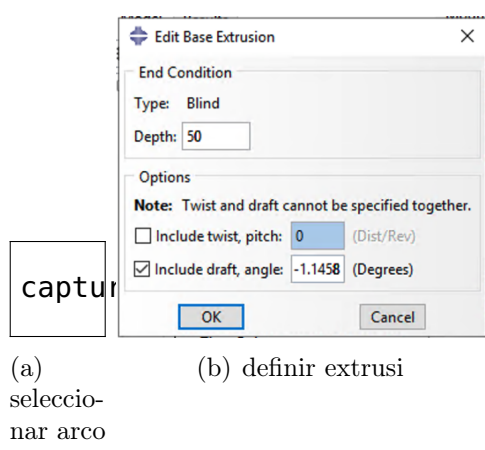 Edit Base Extrusion
End Condition
Type: Blind
Depth: 50
Options
Note: Twist and draft cannot be specified together.
Include twist, pitch: 0 (Dist/Rev)
Include draft, angle: -1.1458 (Degrees)
OK Cancel
captur
(a)
seleccio-
nar arco
(b) definir extrusi